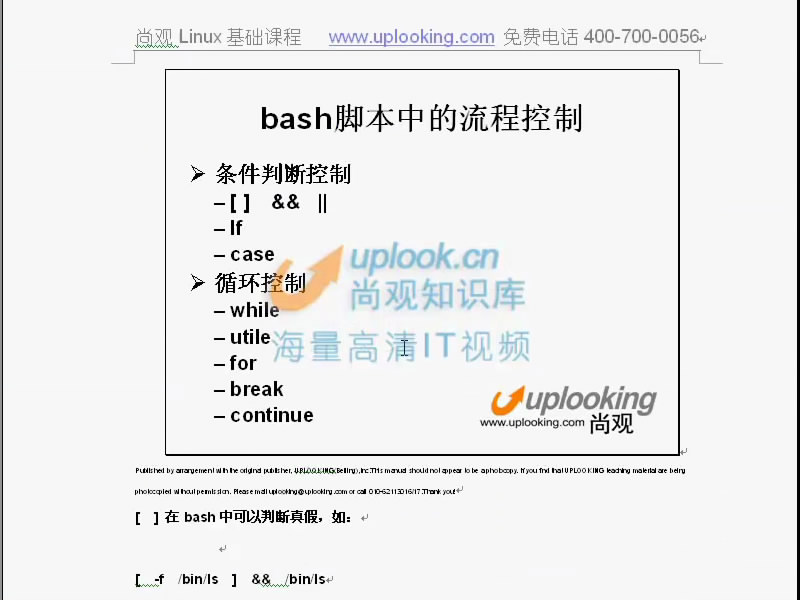 尚观 Linux 基础课程 www.uplooking.com 免费电话 400-700-0056
bash脚本中的流程控制
➢ 条件判断控制
– [ ] && ||
– If
– case
➢ 循环控制
– while
– utile
– for
– break
– continue
uplook.cn
尚观知识库
海量高清IT视频
uplooking
www.uplooking.com 尚观
Published by arrangement with the original publisher, UPLOOKING(Beijing),Inc.This manual should not appear to be a photocopy. If you find that UPLOOKING teaching material are being
photocopied without permission. Please mail uplooking@uplooking.com or call 010-62113016/17.Thank you!
[ ] 在 bash 中可以判断真假，如：
[ -f /bin/ls ] && /bin/ls